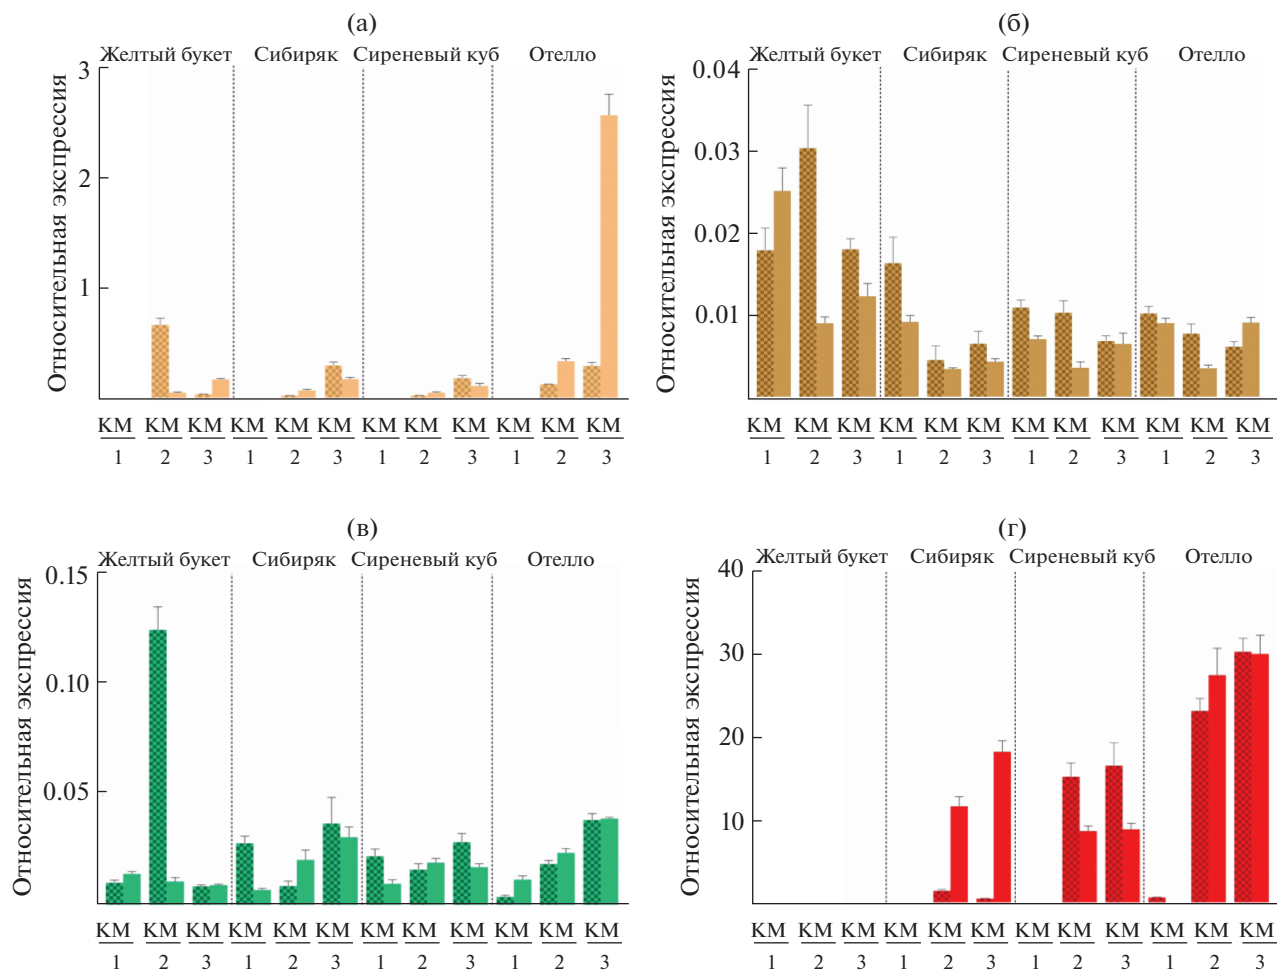 (а)
Желтый букет Сибиряк Сиреневый куб Отелло
Относительная экспрессия
3
2
1
КМ КМ КМ КМ КМ КМ КМ КМ КМ КМ КМ КМ
1 2 3 1 2 3 1 2 3 1 2 3
(б)
Желтый букет Сибиряк Сиреневый куб Отелло
Относительная экспрессия
0.04
0.03
0.02
0.01
КМ КМ КМ КМ КМ КМ КМ КМ КМ КМ КМ КМ
1 2 3 1 2 3 1 2 3 1 2 3
(в)
Желтый букет Сибиряк Сиреневый куб Отелло
Относительная экспрессия
0.15
0.10
0.05
КМ КМ КМ КМ КМ КМ КМ КМ КМ КМ КМ КМ
1 2 3 1 2 3 1 2 3 1 2 3
(г)
Желтый букет Сибиряк Сиреневый куб Отелло
Относительная экспрессия
40
30
20
10
КМ КМ КМ КМ КМ КМ КМ КМ КМ КМ КМ КМ
1 2 3 1 2 3 1 2 3 1 2 3